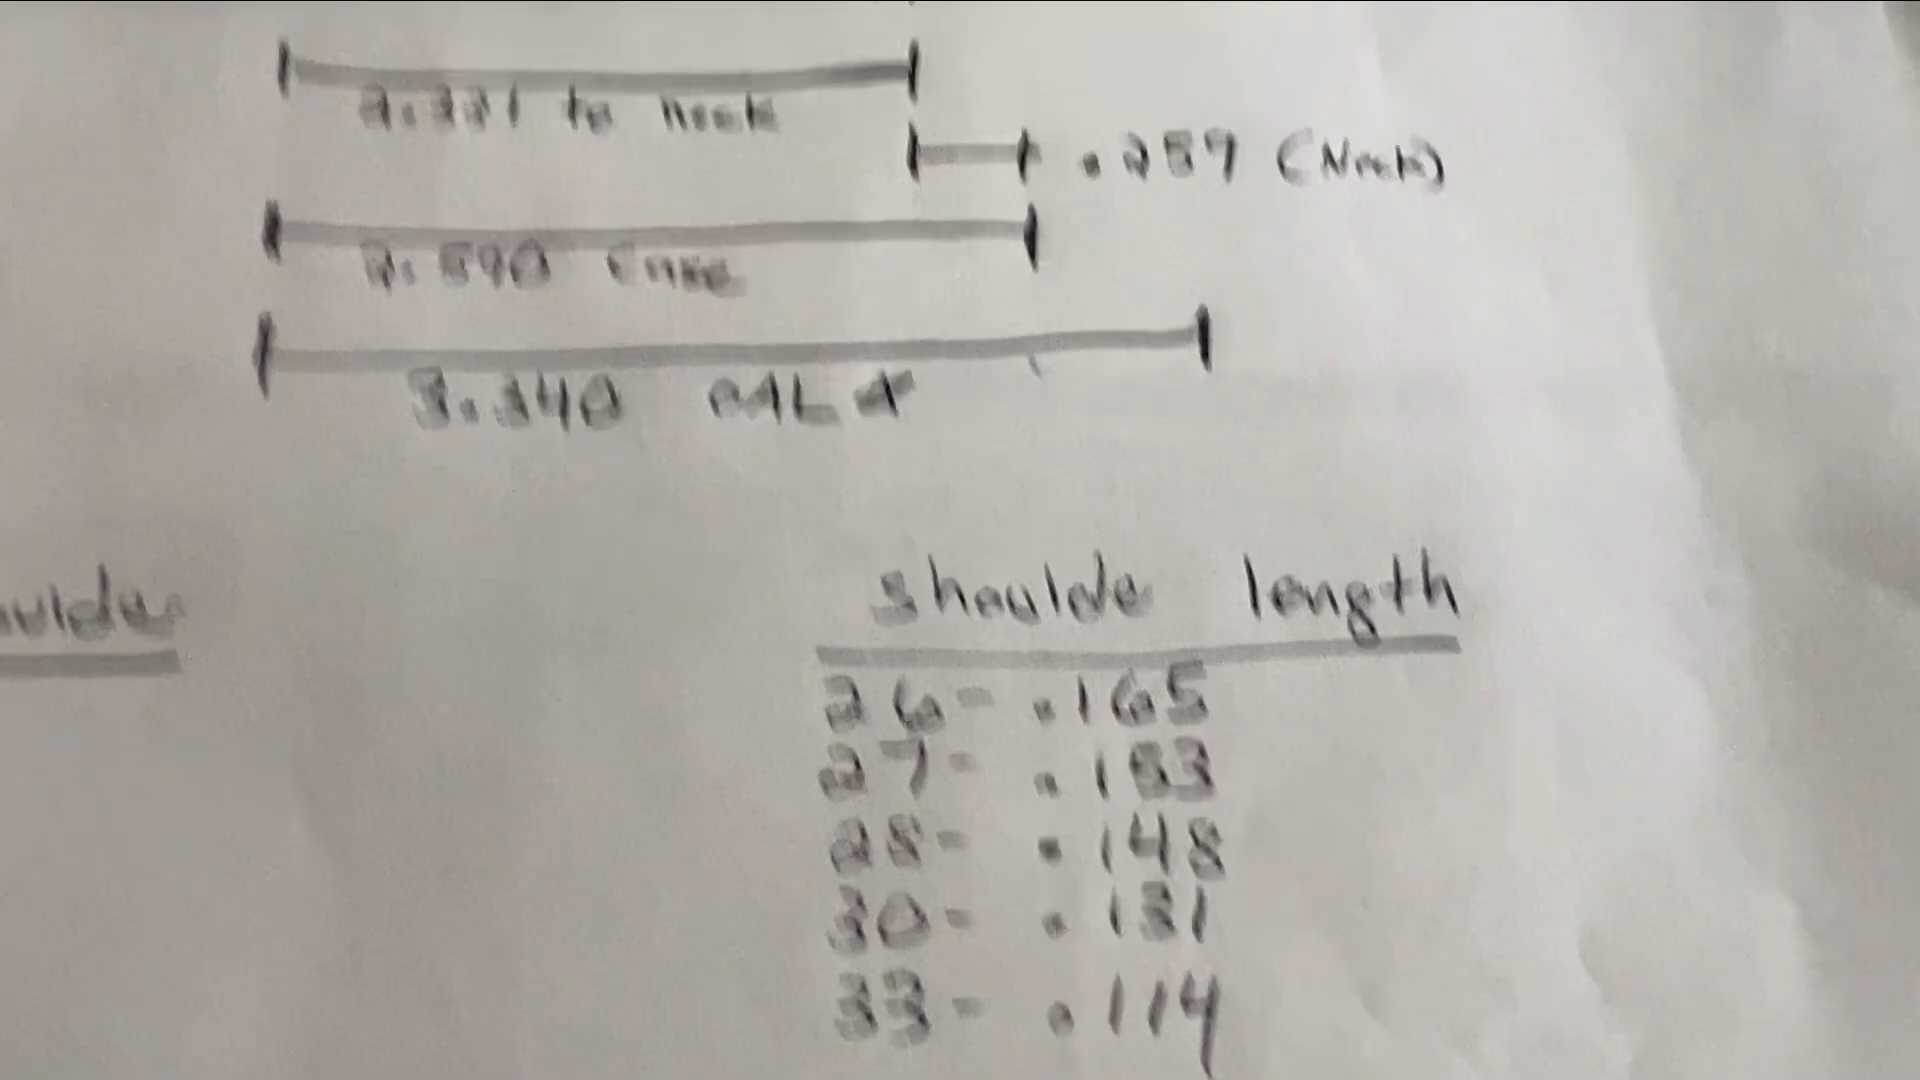 2.331 to neck
.259 (Neck)
2.590 Case
3.340 OAL
shoulde length
26- .165
27- .153
28- .148
30- .131
33- .114